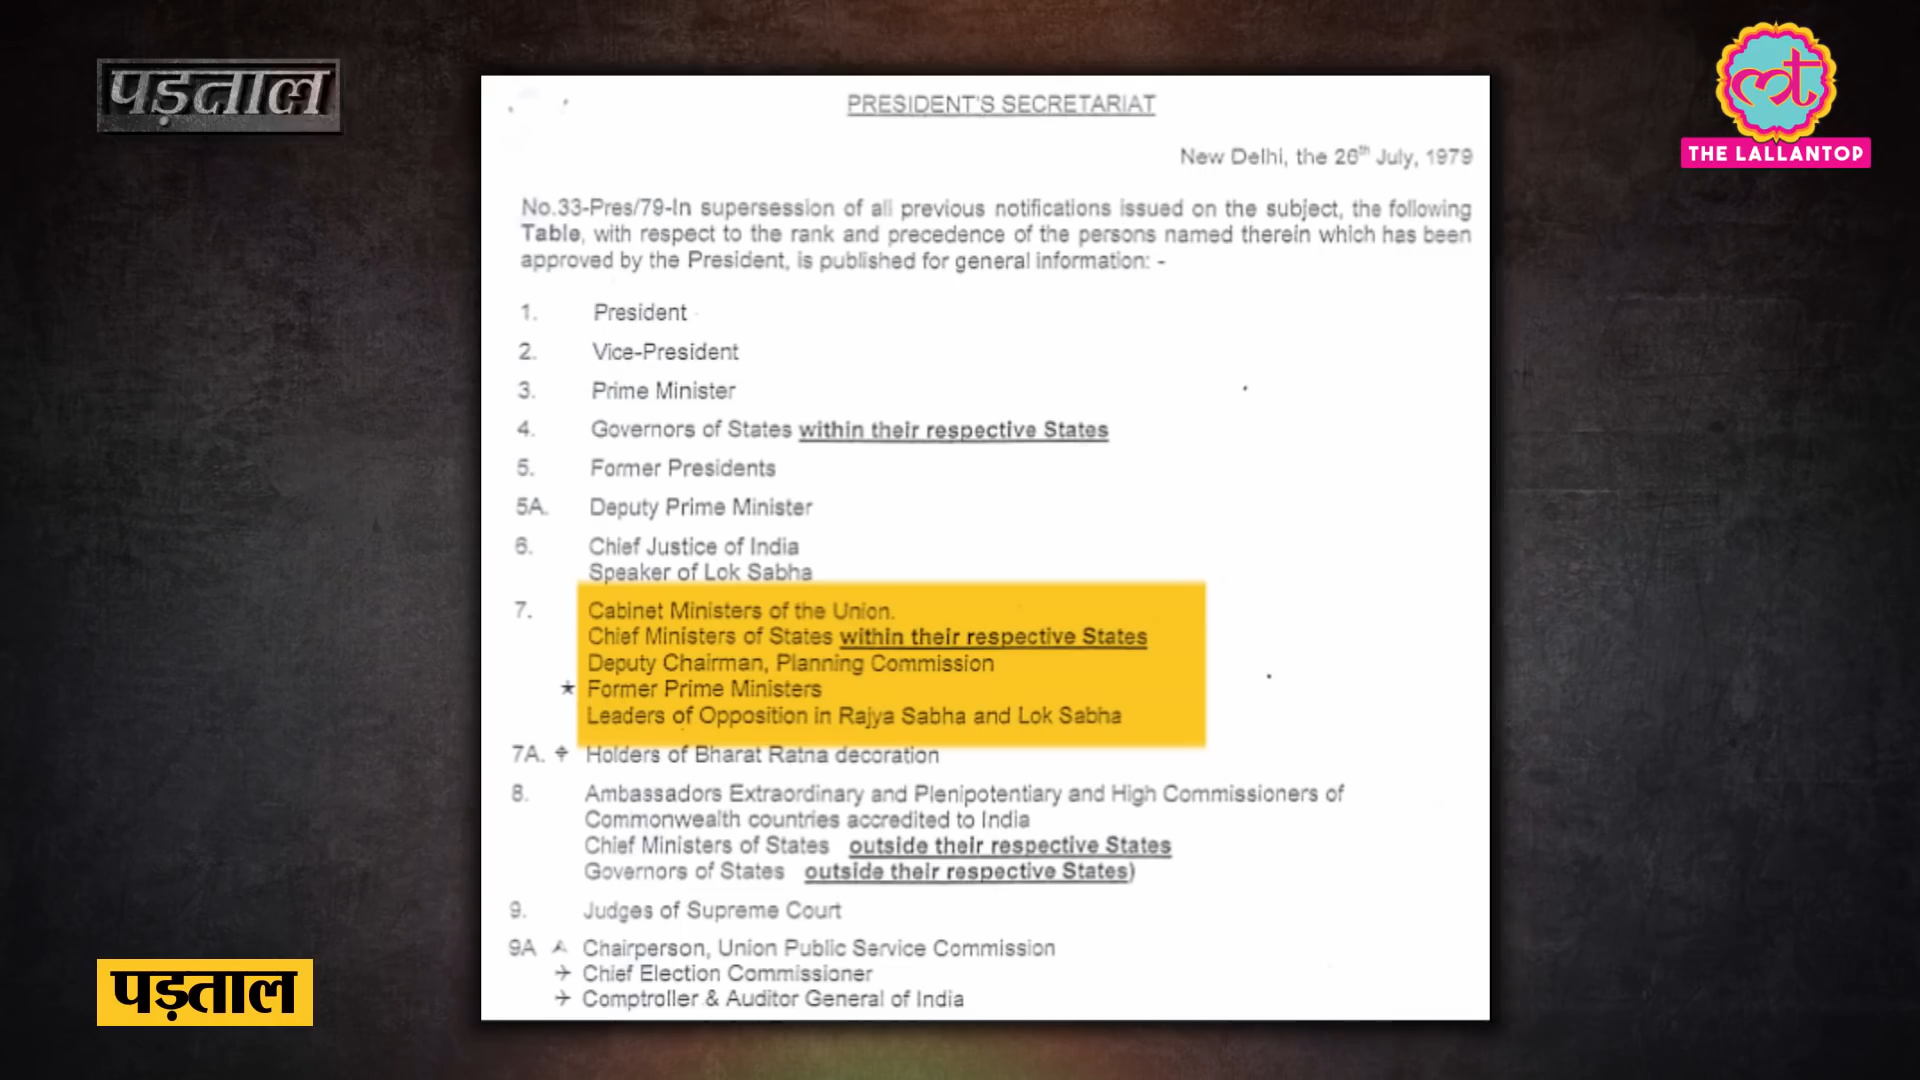 पड़ताल
THE LALLANTOP
PRESIDENT'S SECRETARIAT
New Delhi, the 26th July, 1979
No.33-Pres/79-In supersession of all previous notifications issued on the subject, the following
Table, with respect to the rank and precedence of the persons named therein which has been
approved by the President, is published for general information: -
1. President
2. Vice-President
3. Prime Minister
4. Governors of States within their respective States
5. Former Presidents
5A. Deputy Prime Minister
6. Chief Justice of India
Speaker of Lok Sabha
7. Cabinet Ministers of the Union.
Chief Ministers of States within their respective States
Deputy Chairman, Planning Commission
★ Former Prime Ministers
Leaders of Opposition in Rajya Sabha and Lok Sabha
7A. Holders of Bharat Ratna decoration
8. Ambassadors Extraordinary and Plenipotentiary and High Commissioners of
Commonwealth countries accredited to India
Chief Ministers of States outside their respective States
Governors of States outside their respective States)
9. Judges of Supreme Court
9A Chairperson, Union Public Service Commission
→ Chief Election Commissioner
→ Comptroller & Auditor General of India
पड़ताल